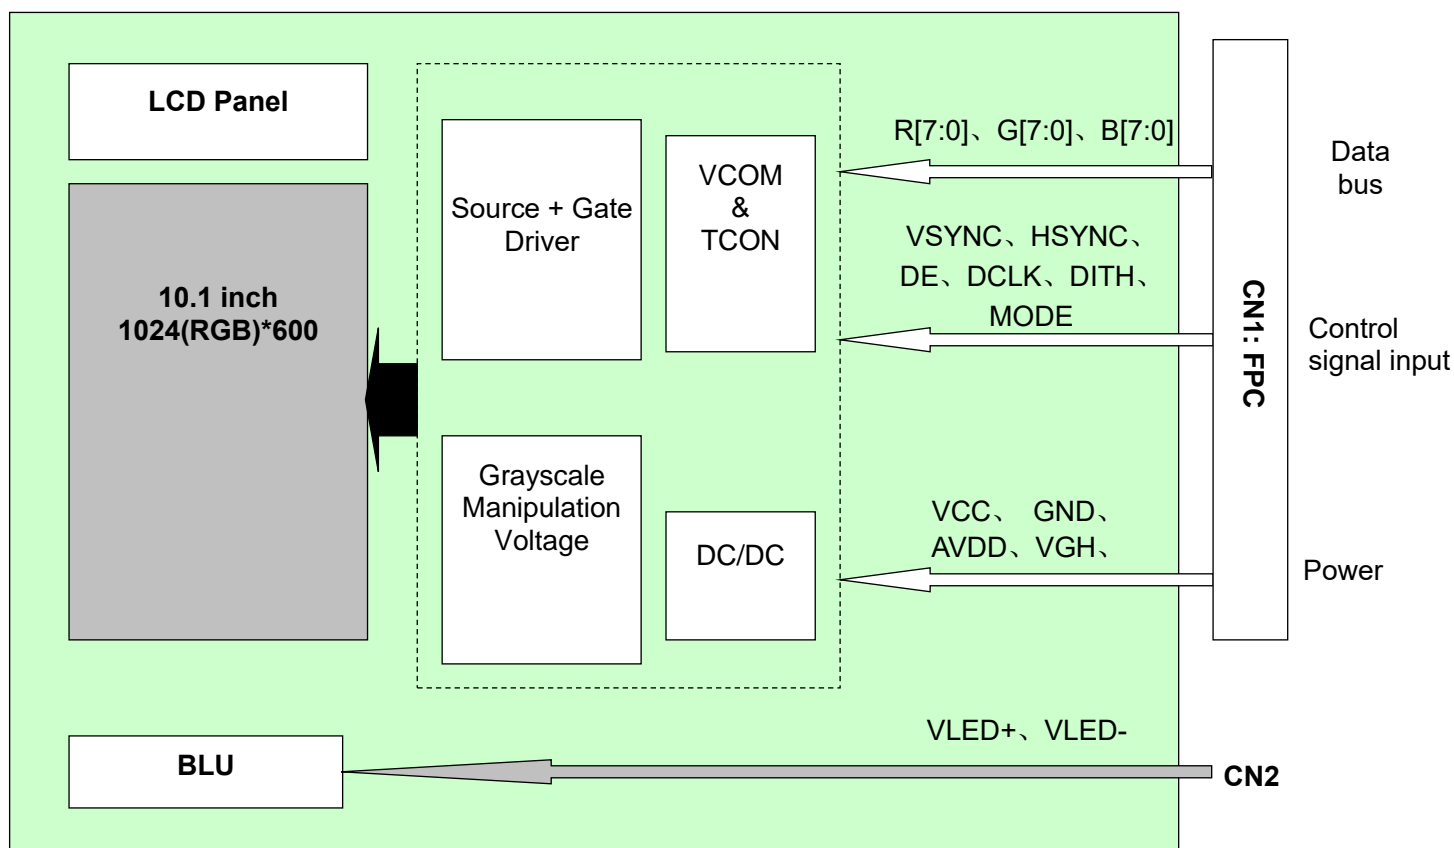 LCD Panel
10.1 inch
1024(RGB)*600
Source + Gate
Driver
VCOM
&
TCON
Grayscale
Manipulation
Voltage
DC/DC
R[7:0]、G[7:0]、B[7:0]
VSYNC、HSYNC、
DE、DCLK、DITH、
MODE
VCC、 GND、
AVDD、VGH、
CN1: FPC
Data
bus
Control
signal input
Power
BLU
VLED+、VLED-
CN2